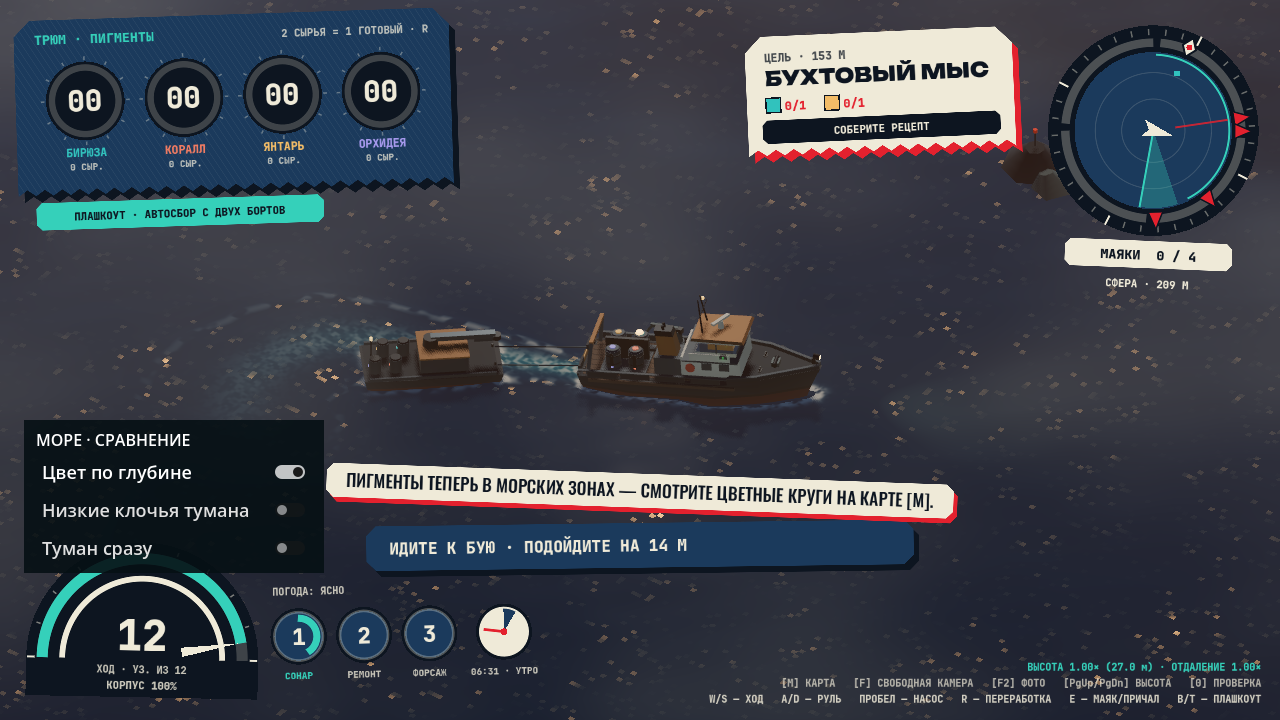 ТРЮМ · ПИГМЕНТЫ
2 СЫРЬЯ = 1 ГОТОВЫЙ · R
00 00 00 00
БИРЮЗА КОРАЛЛ ЯНТАРЬ ОРХИДЕЯ
0 СЫР. 0 СЫР. 0 СЫР. 0 СЫР.
ПЛАШКОУТ · АВТОСБОР С ДВУХ БОРТОВ
ЦЕЛЬ · 153 М
БУХТОВЫЙ МЫС
0/1 0/1
СОБЕРИТЕ РЕЦЕПТ
МАЯКИ 0 / 4
СФЕРА · 209 М
МОРЕ · СРАВНЕНИЕ
Цвет по глубине
Низкие клочья тумана
Туман сразу
ПИГМЕНТЫ ТЕПЕРЬ В МОРСКИХ ЗОНАХ — СМОТРИТЕ ЦВЕТНЫЕ КРУГИ НА КАРТЕ [M].
ИДИТЕ К БУЮ · ПОДОЙДИТЕ НА 14 М
12
ХОД · УЗ. ИЗ 12
КОРПУС 100%
ПОГОДА: ЯСНО
1 2 3
СОНАР РЕМОНТ ФОРСАЖ 06:31 · УТРО
ВЫСОТА 1.00× (27.0 м) · ОТДАЛЕНИЕ 1.00×
[M] КАРТА [F] СВОБОДНАЯ КАМЕРА [F2] ФОТО [PgUp/PgDn] ВЫСОТА [0] ПРОВЕРКА
W/S — ХОД A/D — РУЛЬ ПРОБЕЛ — НАСОС R — ПЕРЕРАБОТКА E — МАЯК/ПРИЧАЛ B/T — ПЛАШКОУТ